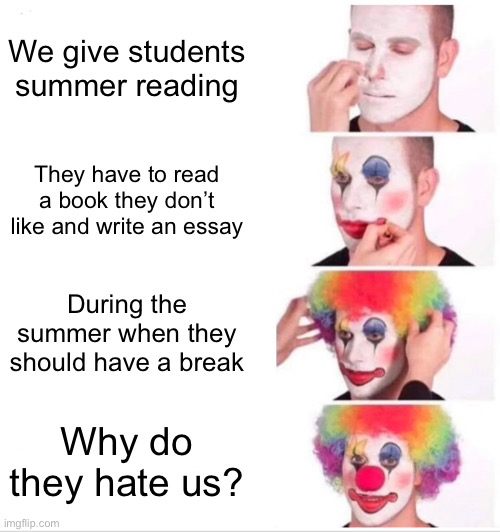 We give students
summer reading
They have to read
a book they don't
like and write an essay
During the
summer when they
should have a break
Why do
they hate us?
imgflip.com